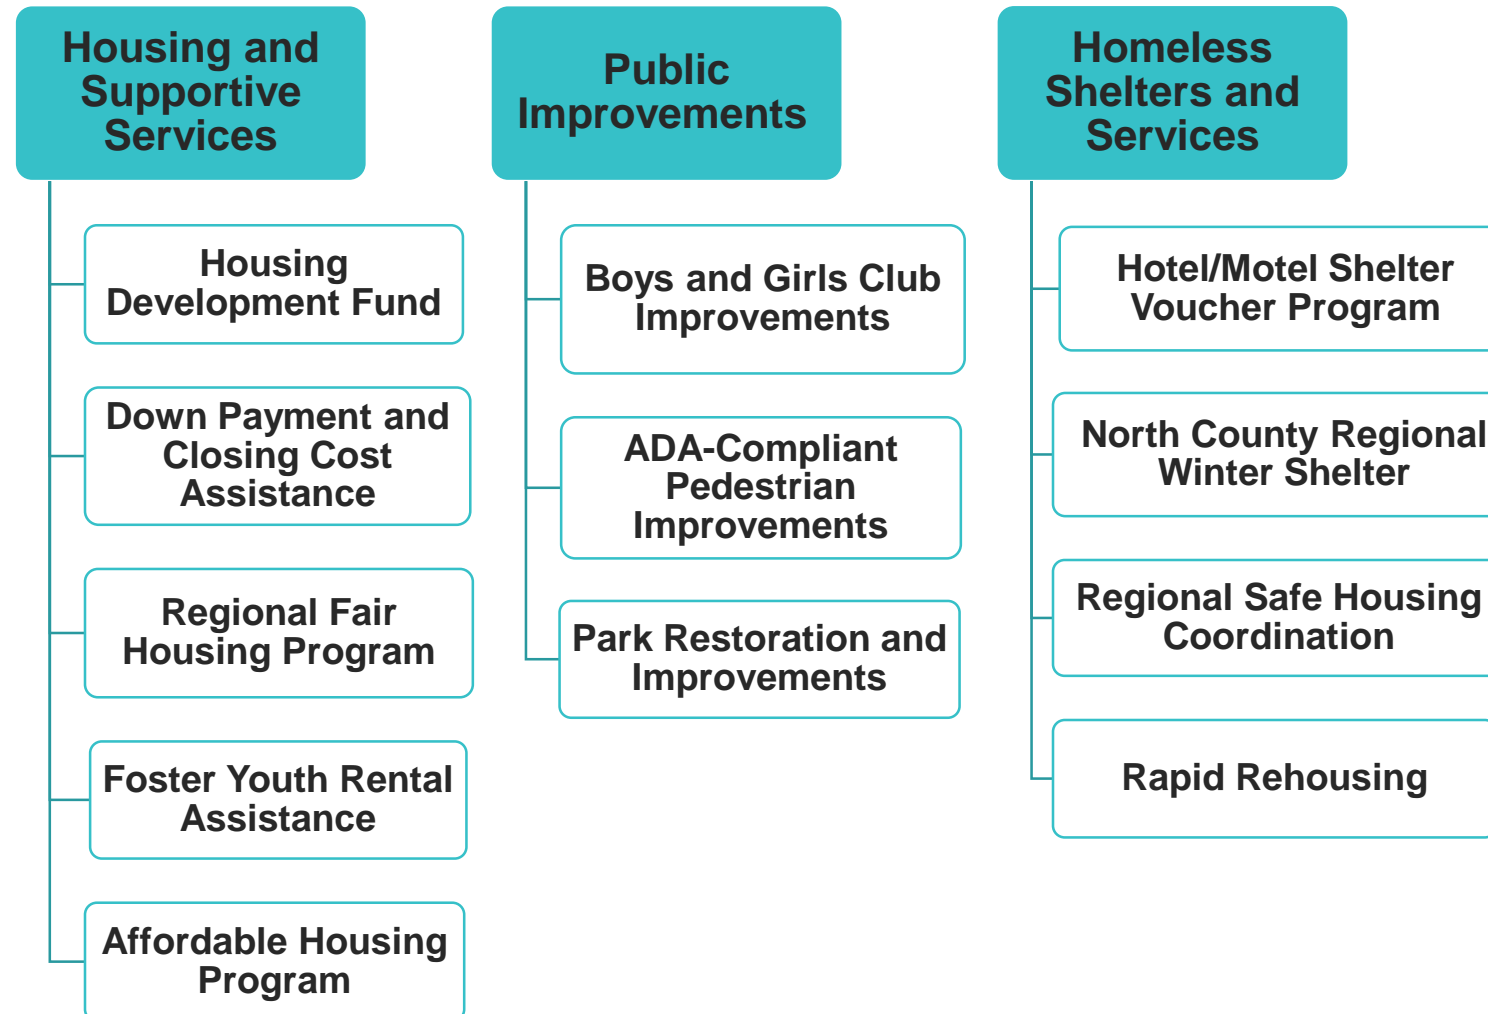 Housing and
Supportive
Services
Housing
Development Fund
Down Payment and
Closing Cost
Assistance
Regional Fair
Housing Program
Foster Youth Rental
Assistance
Affordable Housing
Program
Public
Improvements
Boys and Girls Club
Improvements
ADA-Compliant
Pedestrian
Improvements
Park Restoration and
Improvements
Homeless
Shelters and
Services
Hotel/Motel Shelter
Voucher Program
North County Regional
Winter Shelter
Regional Safe Housing
Coordination
Rapid Rehousing